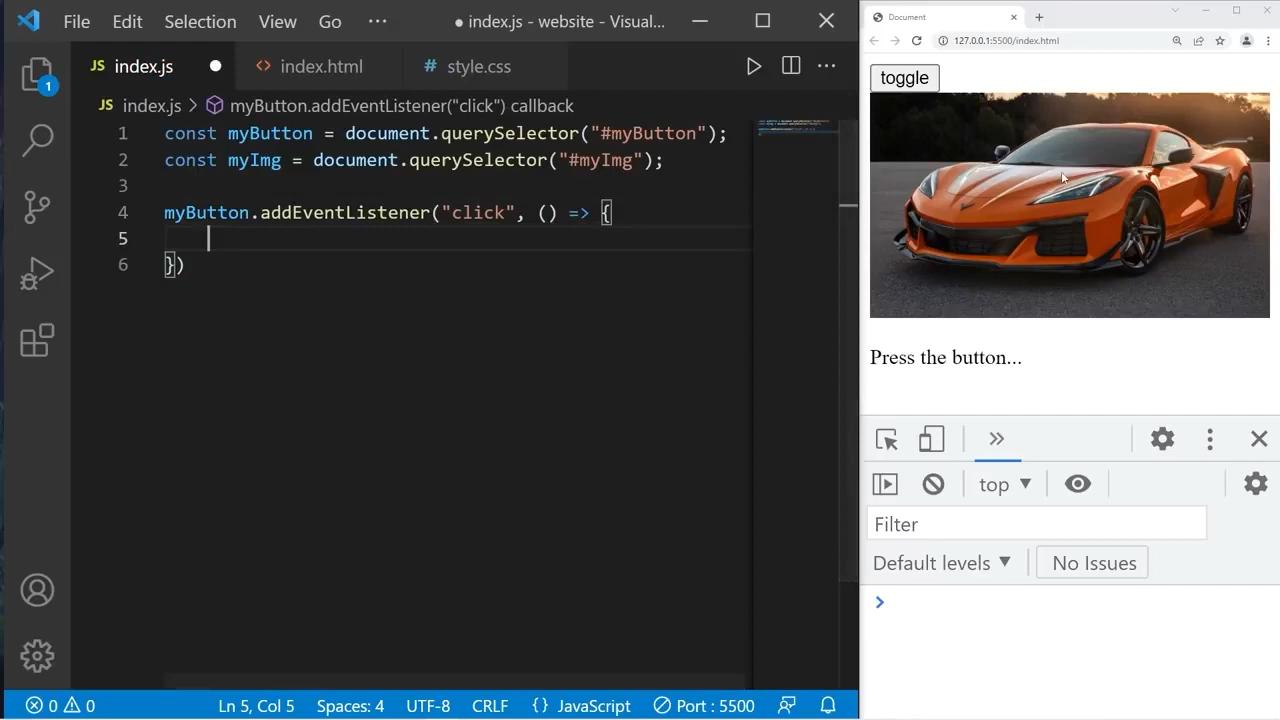 File Edit Selection View Go ··· ● index.js - website - Visual...
JS index.js <> index.html # style.css
JS index.js > myButton.addEventListener("click") callback
1 const myButton = document.querySelector("#myButton");
2 const myImg = document.querySelector("#myImg");
3
4 myButton.addEventListener("click", () => {
5
6 })
1
0 0 Ln 5, Col 5 Spaces: 4 UTF-8 CRLF {} JavaScript Port : 5500
Document
127.0.0.1:5500/index.html
toggle
Press the button...
top
Filter
Default levels No Issues